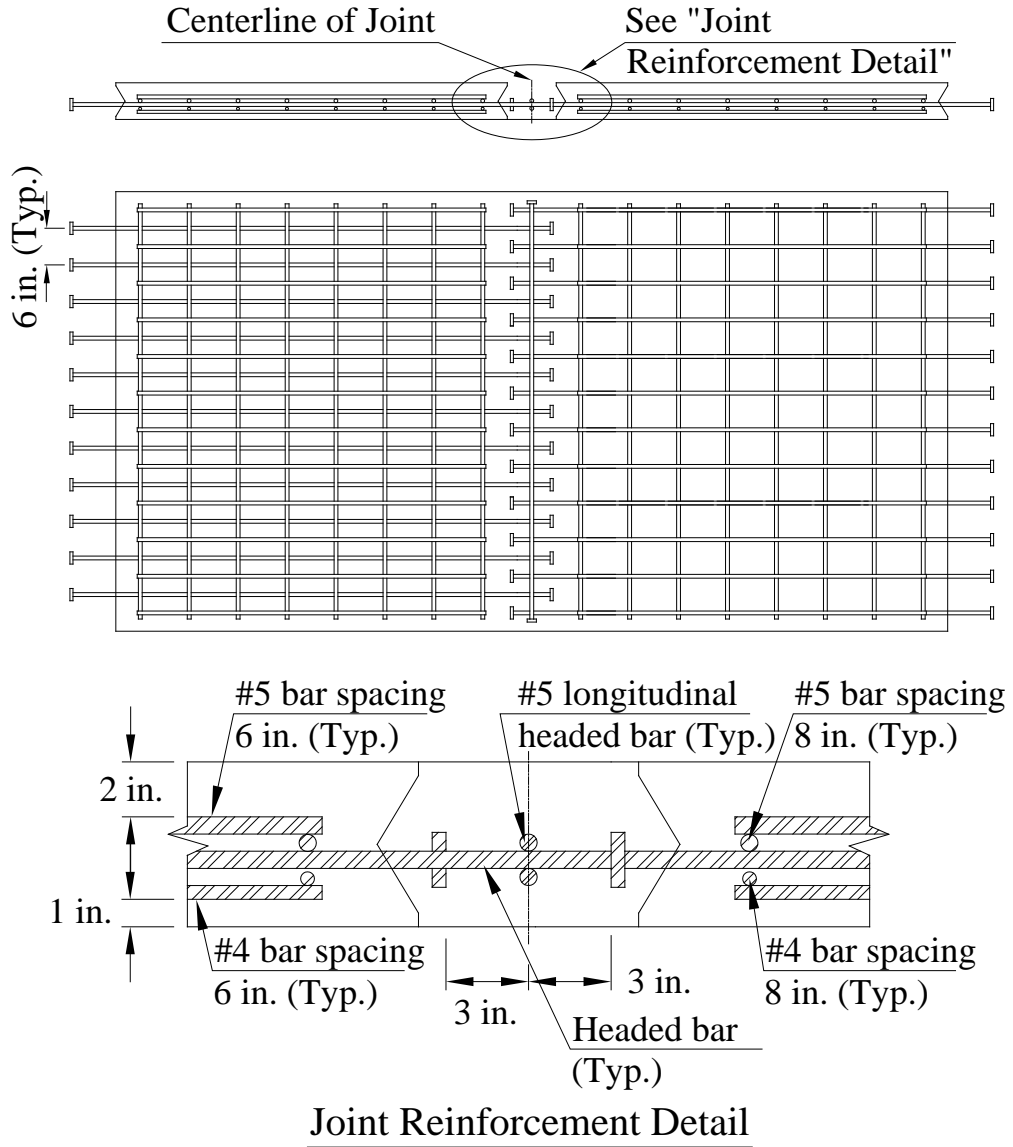 Centerline of Joint
See "Joint
Reinforcement Detail"
6 in. (Typ.)
#5 bar spacing
6 in. (Typ.)
#5 longitudinal
headed bar (Typ.)
#5 bar spacing
8 in. (Typ.)
2 in.
1 in.
#4 bar spacing
6 in. (Typ.)
3 in.
3 in.
#4 bar spacing
8 in. (Typ.)
Headed bar
(Typ.)
Joint Reinforcement Detail